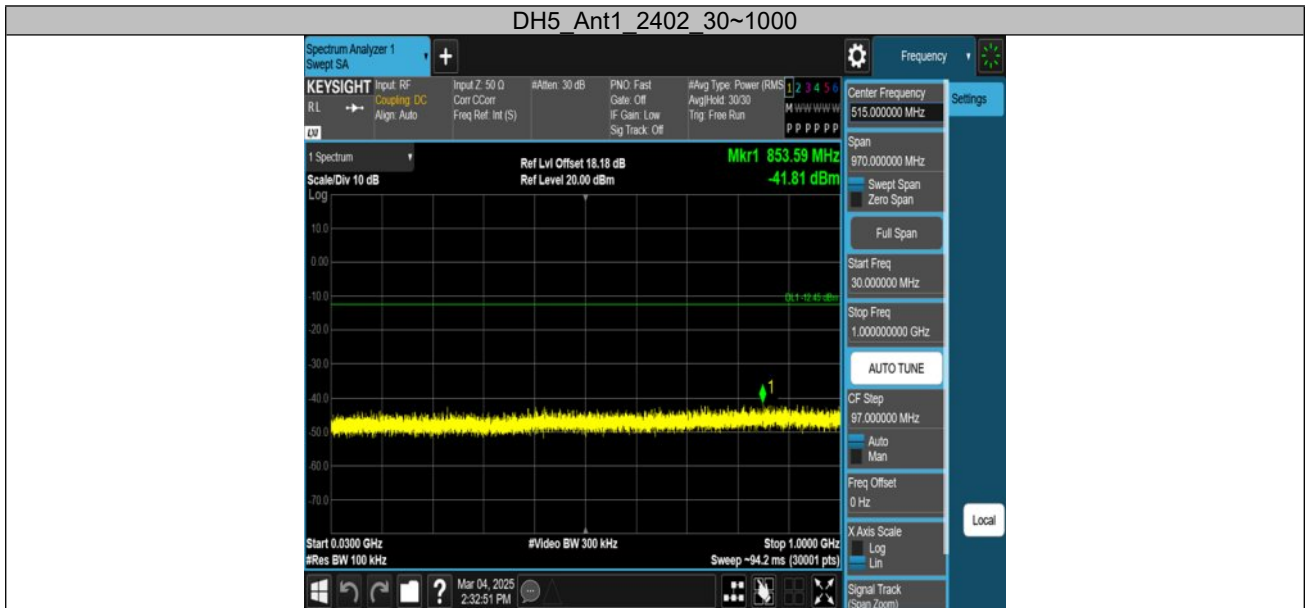 DH5_Ant1_2402_30~1000
Spectrum Analyzer 1
Swept SA
+
Frequency
KEYSIGHT
RL
LXI
Input: RF
Coupling: DC
Align: Auto
Input Z: 50 Ω
Corr CCorr
Freq Ref: Int (S)
#Atten: 30 dB
PNO: Fast
Gate: Off
IF Gain: Low
Sig Track: Off
#Avg Type: Power (RMS
Avg|Hold: 30/30
Trig: Free Run
1 2 3 4 5 6
M W W W W W
P P P P P P
1 Spectrum
Scale/Div 10 dB
Log
Ref Lvl Offset 18.18 dB
Ref Level 20.00 dBm
Mkr1 853.59 MHz
-41.81 dBm
10.0
0.00
-10.0
DL1 -12.45 dBm
-20.0
-30.0
-40.0
1
-50.0
-60.0
-70.0
Start 0.0300 GHz
#Res BW 100 kHz
#Video BW 300 kHz
Stop 1.0000 GHz
Sweep ~94.2 ms (30001 pts)
Center Frequency
515.000000 MHz
Settings
Span
970.000000 MHz
Swept Span
Zero Span
Full Span
Start Freq
30.000000 MHz
Stop Freq
1.000000000 GHz
AUTO TUNE
CF Step
97.000000 MHz
Auto
Man
Freq Offset
0 Hz
Local
X Axis Scale
Log
Lin
Signal Track
(Span Zoom)
?
Mar 04, 2025
2:32:51 PM